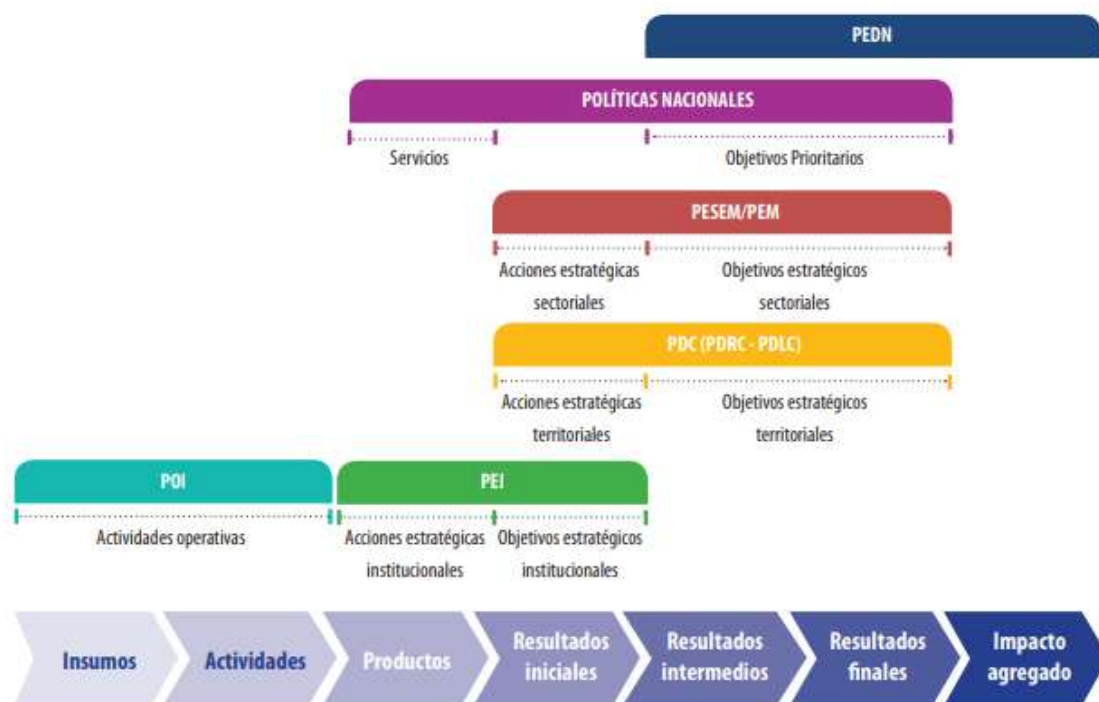 PEDN
POLÍTICAS NACIONALES
Servicios
Objetivos Prioritarios
PESEM/PEM
Acciones estratégicas
sectoriales
Objetivos estratégicos
sectoriales
PDC (PDRC - PDLC)
Acciones estratégicas
territoriales
Objetivos estratégicos
territoriales
POI
Actividades operativas
PEI
Acciones estratégicas
institucionales
Objetivos estratégicos
institucionales
Insumos
Actividades
Productos
Resultados
iniciales
Resultados
intermedios
Resultados
finales
Impacto
agregado